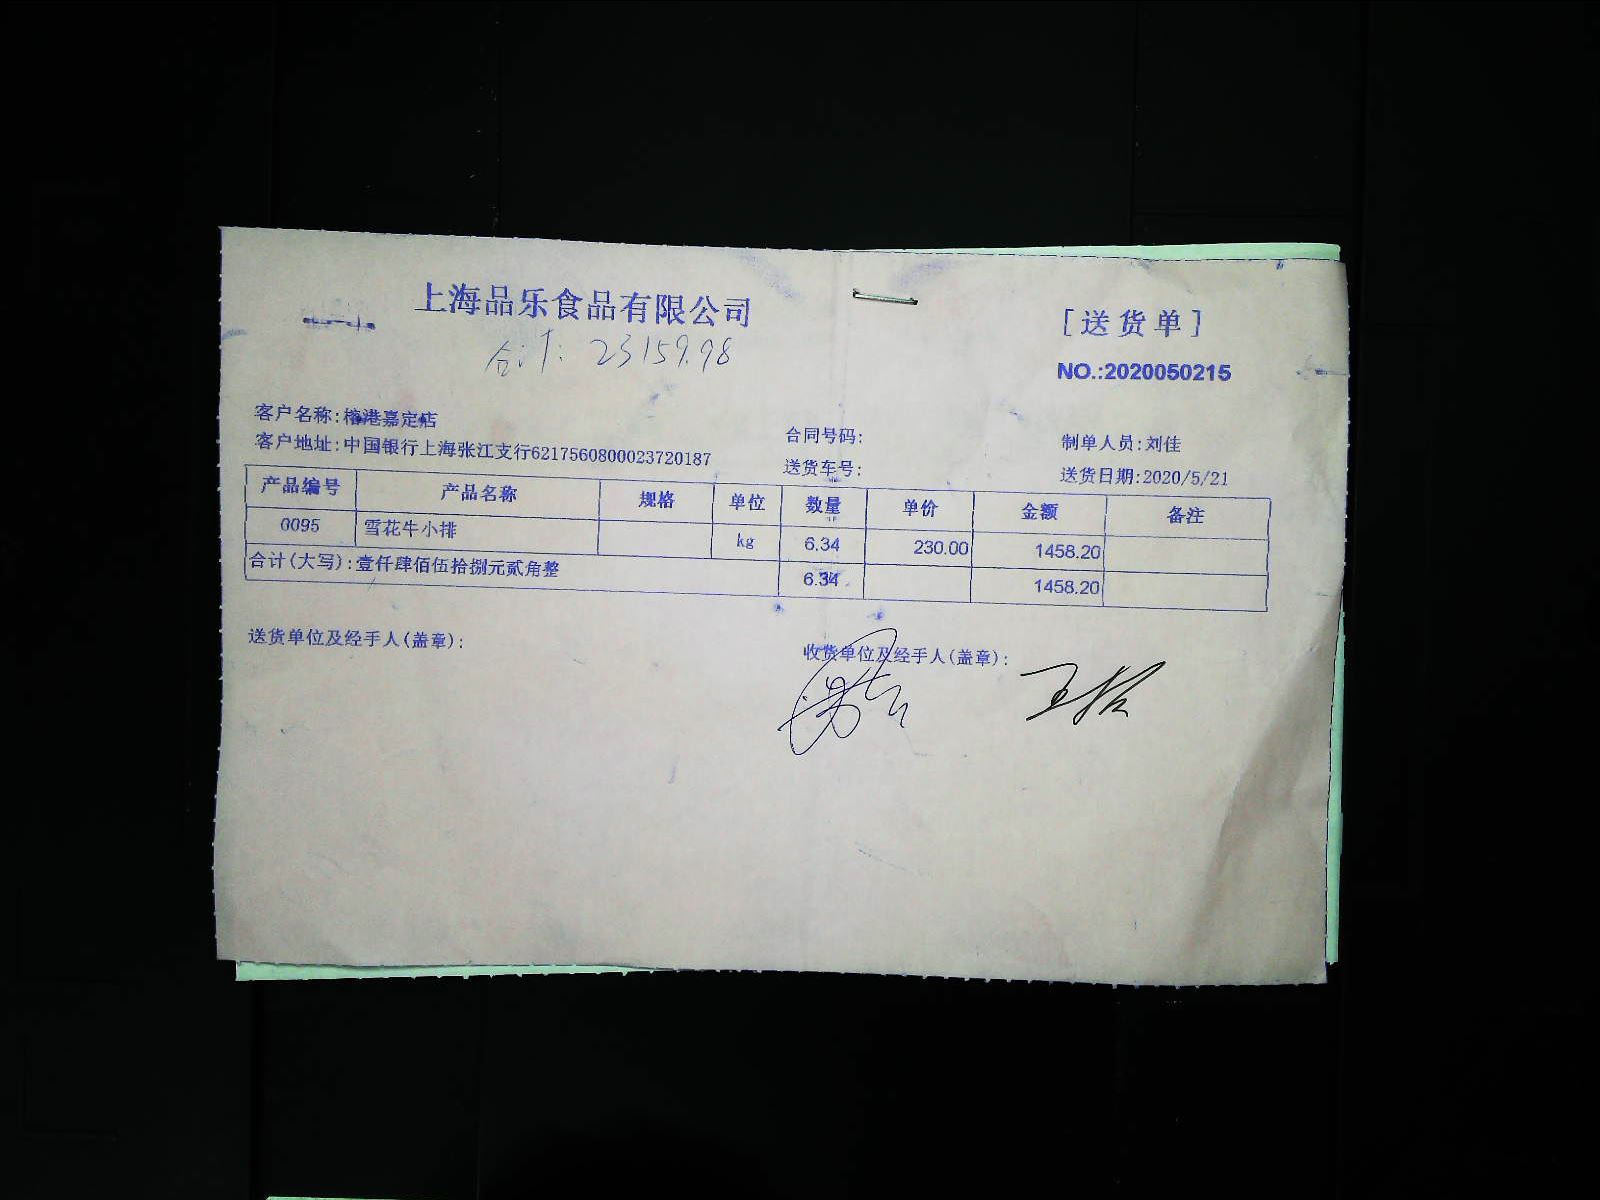 上海品乐食品有限公司
[送货单]
合计: 23159.98
NO.:2020050215
客户名称:榕港嘉定店
合同号码:
制单人员:刘佳
客户地址:中国银行上海张江支行6217560800023720187
送货车号:
送货日期:2020/5/21
产品编号 产品名称 规格 单位 数量 单价 金额 备注
0095 雪花牛小排 kg 6.34 230.00 1458.20
合计(大写):壹仟肆佰伍拾捌元贰角整 6.34 1458.20
送货单位及经手人(盖章):
收货单位及经手人(盖章):